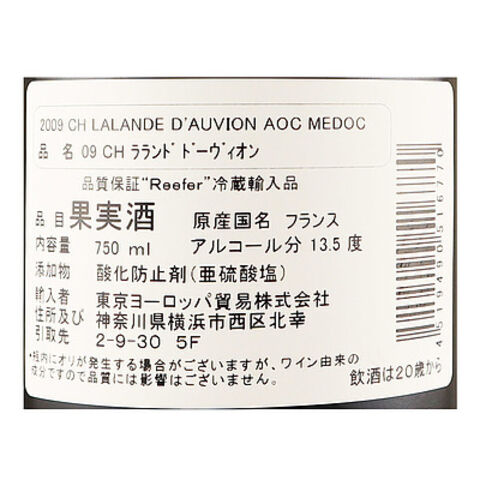 2009 CH LALANDE D'AUVION AOC MEDOC
品 名 09 CH ラランド ドーヴィオン
品質保証"Reefer"冷蔵輸入品
品目 果実酒 原産国名 フランス
内容量 750 ml アルコール分 13.5 度
添加物 酸化防止剤(亜硫酸塩)
輸入者 東京ヨーロッパ貿易株式会社
住所及び 神奈川県横浜市西区北幸
引取先 2-9-30 5F
*瓶内にオリが発生する場合がございますが、ワイン由来の
成分ですので品質には影響はございません。
飲酒は20歳から
4519490516770